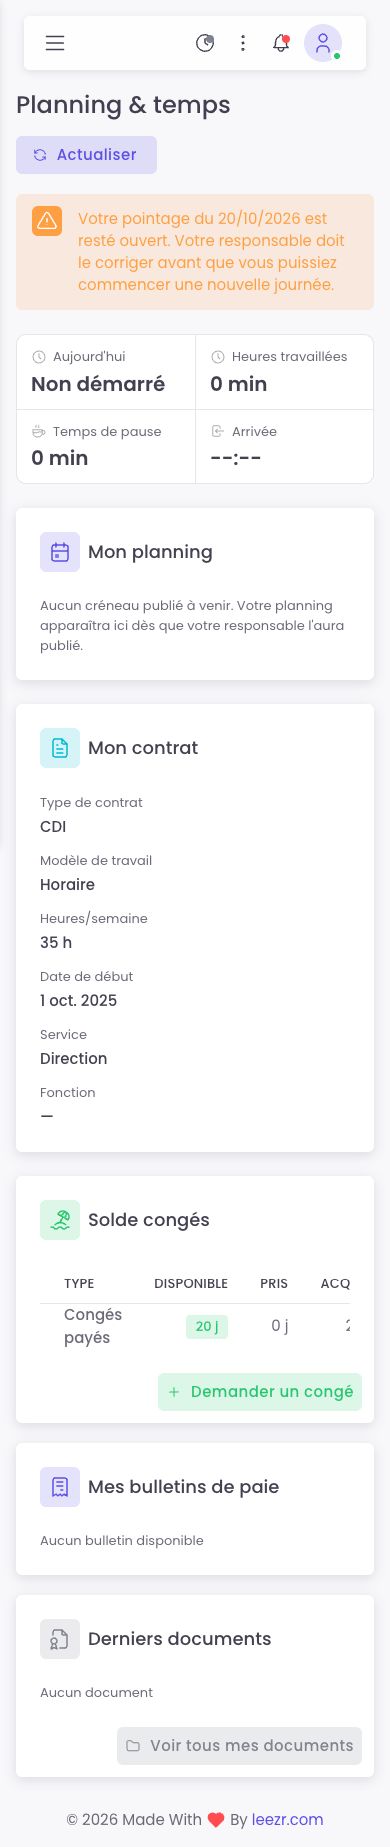 Planning & temps
Actualiser
Votre pointage du 20/10/2026 est
resté ouvert. Votre responsable doit
le corriger avant que vous puissiez
commencer une nouvelle journée.
Aujourd'hui
Non démarré
Heures travaillées
0 min
Temps de pause
0 min
Arrivée
--:--
Mon planning
Aucun créneau publié à venir. Votre planning
apparaîtra ici dès que votre responsable l'aura
publié.
Mon contrat
Type de contrat
CDI
Modèle de travail
Horaire
Heures/semaine
35 h
Date de début
1 oct. 2025
Service
Direction
Fonction
—
Solde congés
TYPE DISPONIBLE PRIS ACQ
Congés
payés
20 j 0 j
Demander un congé
Mes bulletins de paie
Aucun bulletin disponible
Derniers documents
Aucun document
Voir tous mes documents
© 2026 Made With ❤ By leezr.com